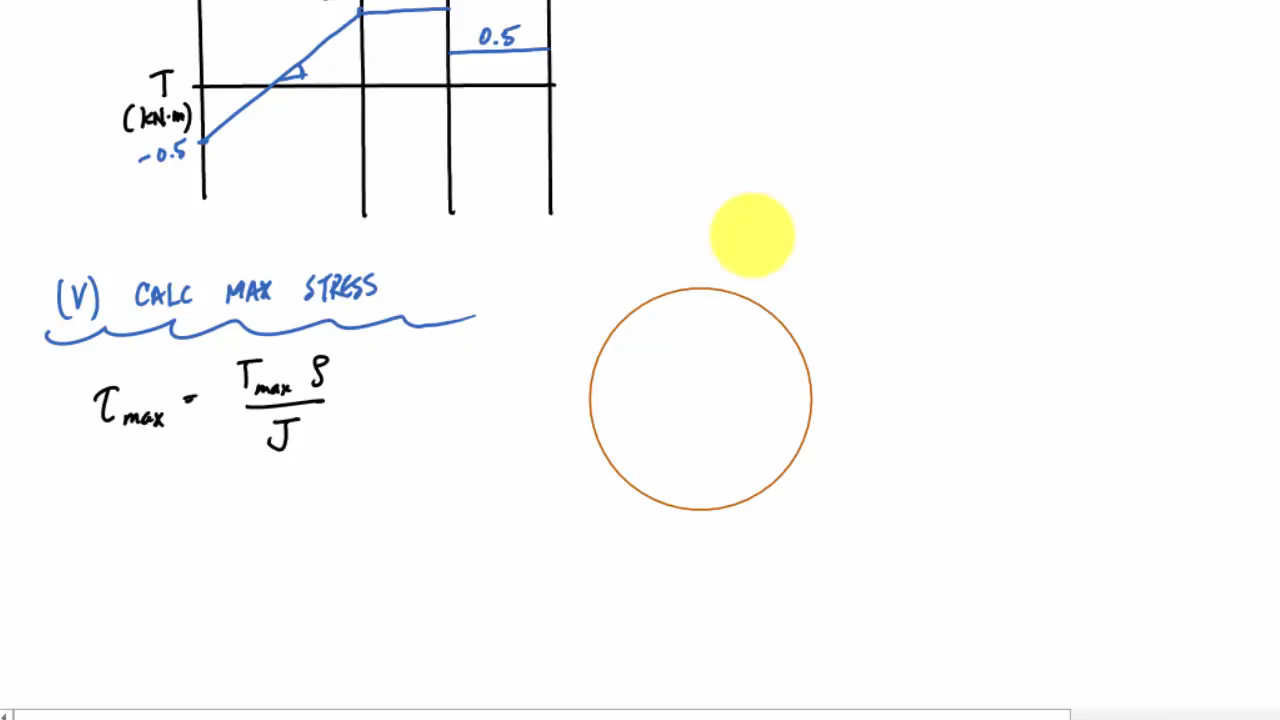 0.5
T
(kN·m)
-0.5
(V) CALC MAX STRESS
τmax = Tmax ρ
J